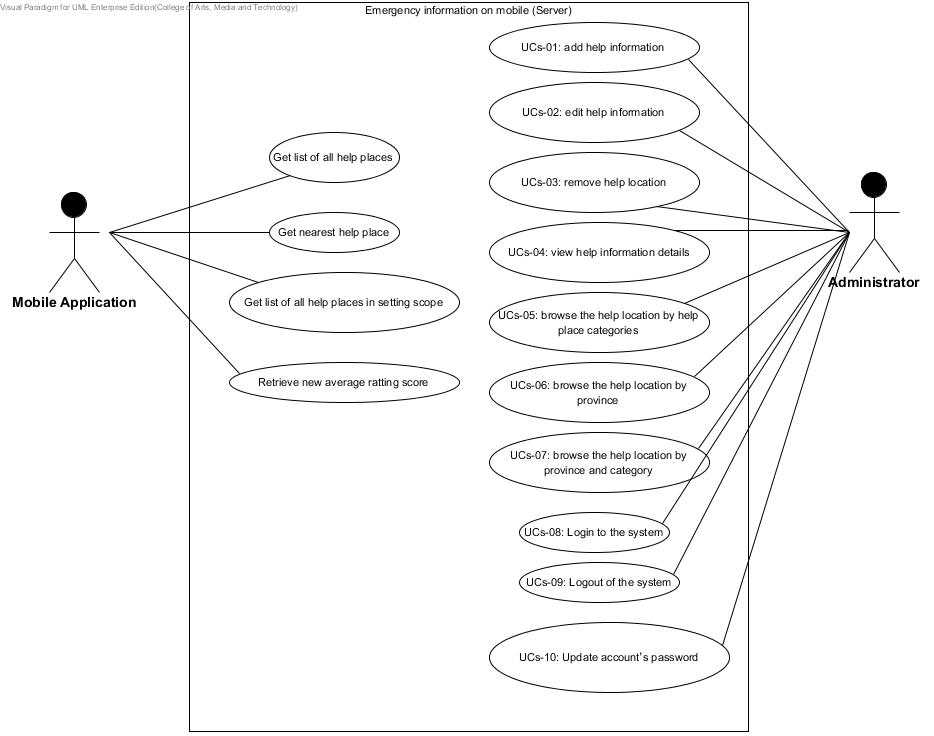 Visual Paradigm for UML Enterprise Edition(College of Arts, Media and Technology)
Emergency information on mobile (Server)
UCs-01: add help information
UCs-02: edit help information
Get list of all help places
UCs-03: remove help location
Get nearest help place
UCs-04: view help information details
Mobile Application
Administrator
Get list of all help places in setting scope
UCs-05: browse the help location by help
place categories
Retrieve new average ratting score
UCs-06: browse the help location by
province
UCs-07: browse the help location by
province and category
UCs-08: Login to the system
UCs-09: Logout of the system
UCs-10: Update account's password